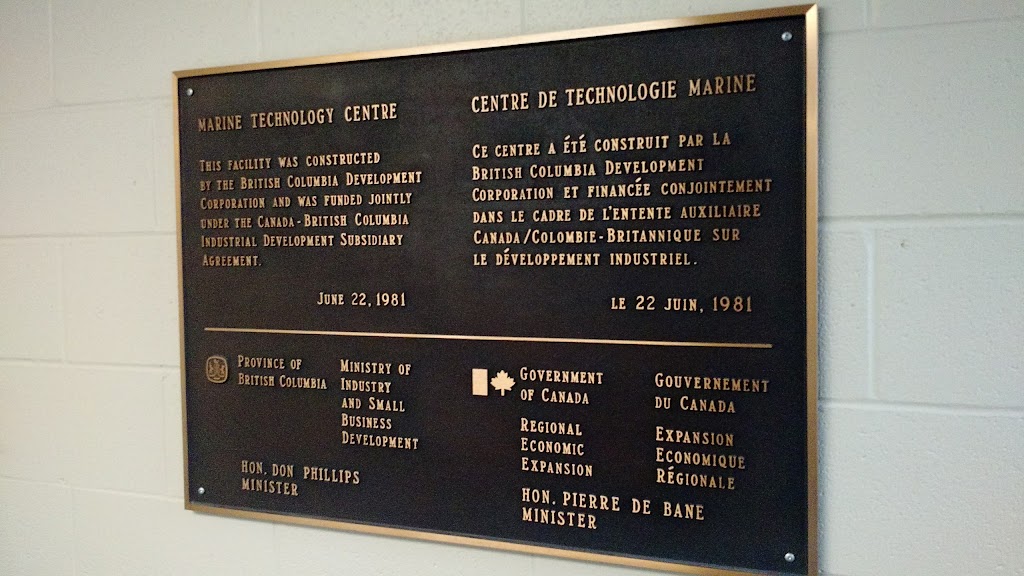 MARINE TECHNOLOGY CENTRE
THIS FACILITY WAS CONSTRUCTED
BY THE BRITISH COLUMBIA DEVELOPMENT
CORPORATION AND WAS FUNDED JOINTLY
UNDER THE CANADA-BRITISH COLUMBIA
INDUSTRIAL DEVELOPMENT SUBSIDIARY
AGREEMENT.
JUNE 22, 1981
CENTRE DE TECHNOLOGIE MARINE
CE CENTRE A ÉTÉ CONSTRUIT PAR LA
BRITISH COLUMBIA DEVELOPMENT
CORPORATION ET FINANCÉE CONJOINTEMENT
DANS LE CADRE DE L'ENTENTE AUXILIAIRE
CANADA/COLOMBIE-BRITANNIQUE SUR
LE DÉVELOPPEMENT INDUSTRIEL.
LE 22 JUIN, 1981
PROVINCE OF
BRITISH COLUMBIA
MINISTRY OF
INDUSTRY
AND SMALL
BUSINESS
DEVELOPMENT
HON. DON PHILLIPS
MINISTER
GOVERNMENT
OF CANADA
REGIONAL
ECONOMIC
EXPANSION
GOUVERNEMENT
DU CANADA
EXPANSION
ECONOMIQUE
RÉGIONALE
HON. PIERRE DE BANE
MINISTER